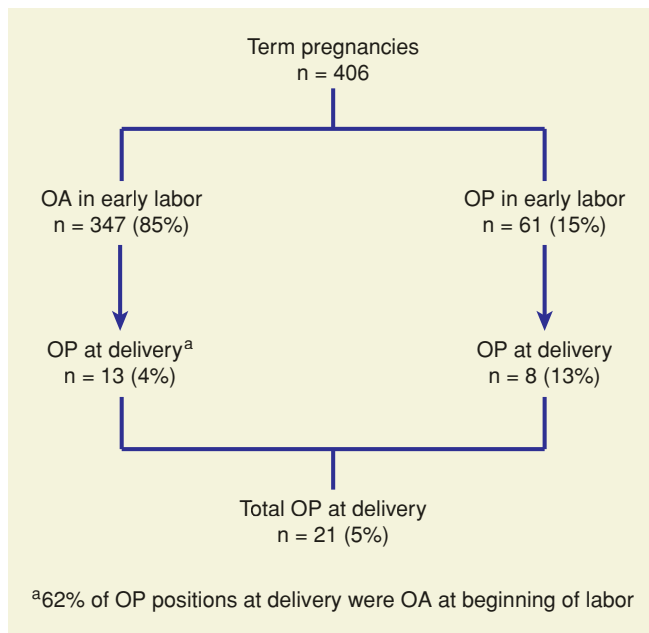 Term pregnancies
n = 406
OA in early labor
n = 347 (85%)
OP in early labor
n = 61 (15%)
OP at deliveryᵃ
n = 13 (4%)
OP at delivery
n = 8 (13%)
Total OP at delivery
n = 21 (5%)
ᵃ62% of OP positions at delivery were OA at beginning of labor